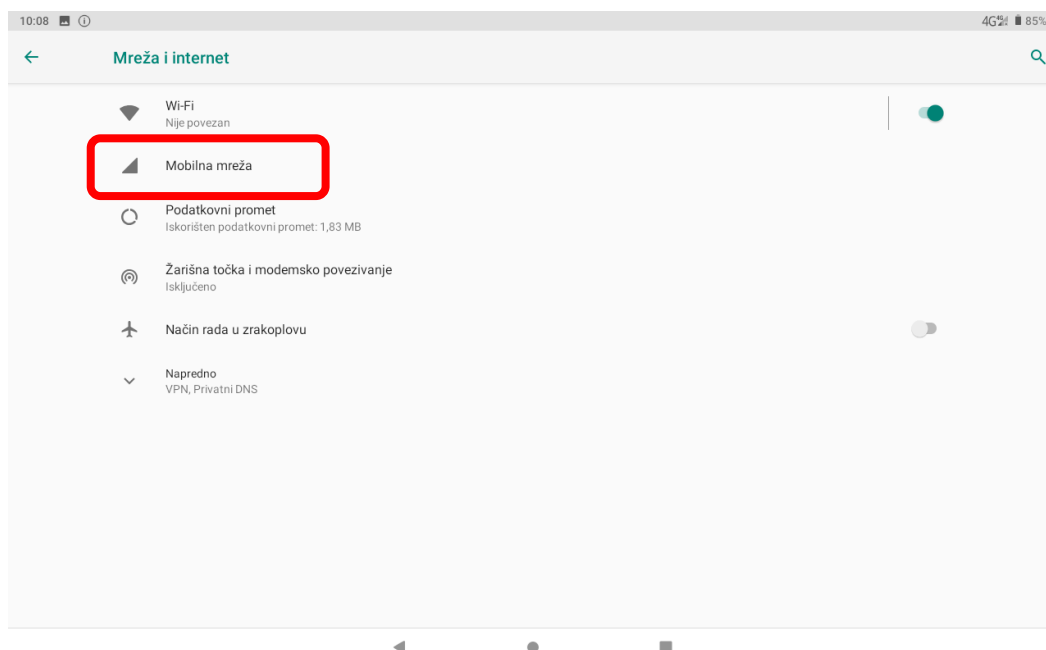 10:08 4G 85%
Mreža i internet
Wi-Fi
Nije povezan
Mobilna mreža
Podatkovni promet
Iskorišten podatkovni promet: 1,83 MB
Žarišna točka i modemsko povezivanje
Isključeno
Način rada u zrakoplovu
Napredno
VPN, Privatni DNS